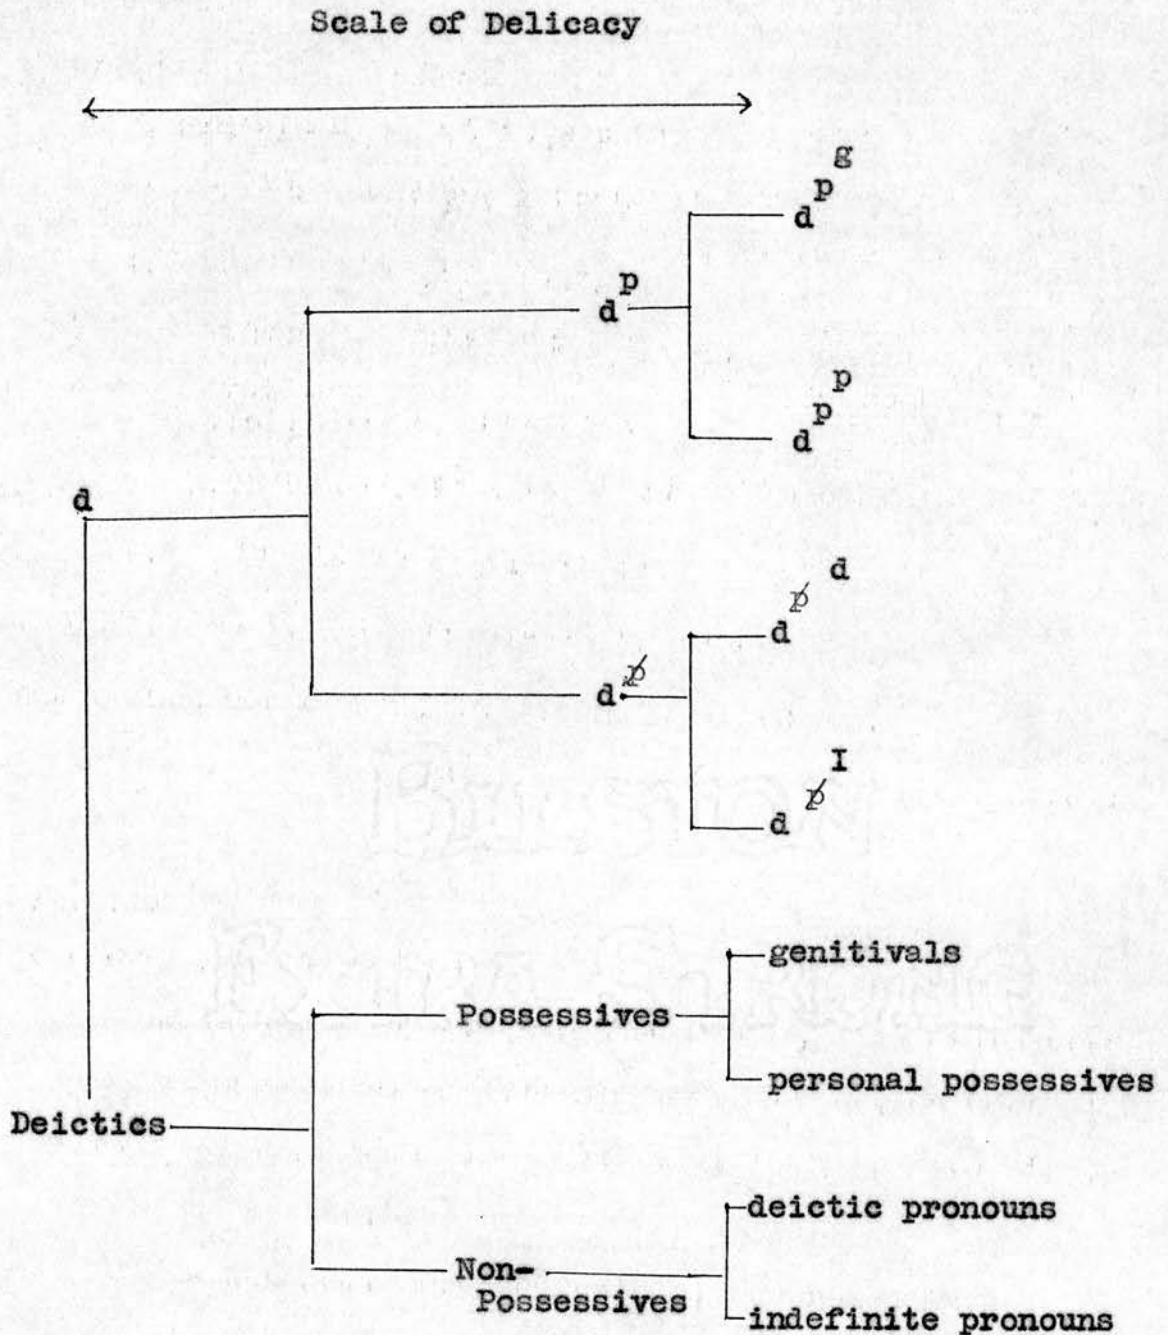 Scale of Delicacy
d^p^g
d^p
d^p^p
d
d^p̸^d
d^p̸
d^p̸^I
genitivals
Possessives
personal possessives
Deictics
deictic pronouns
Non-
Possessives
indefinite pronouns